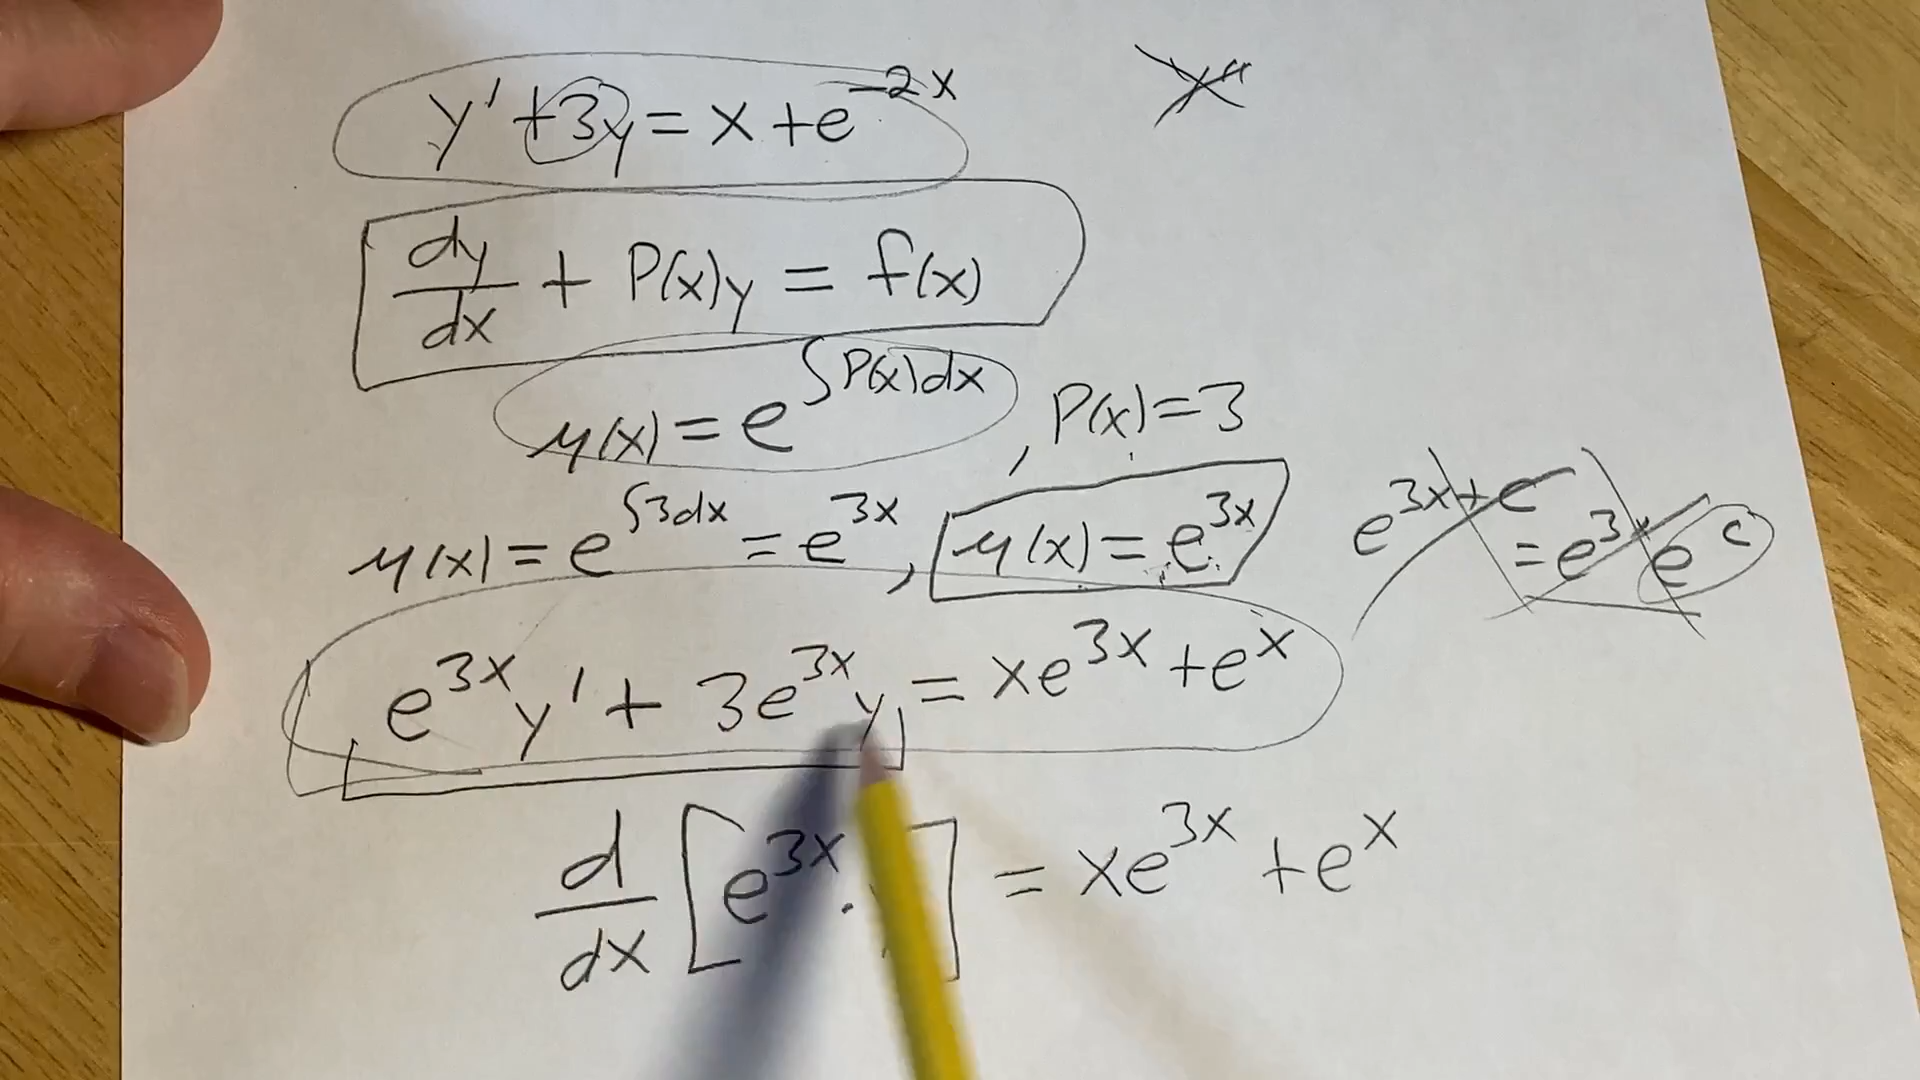 y' + 3y = x + e^{-2x}
y''
dy/dx + P(x)y = f(x)
μ(x) = e^{∫P(x)dx}, P(x) = 3
μ(x) = e^{∫3dx} = e^{3x}, μ(x) = e^{3x}
e^{3x+c} = e^{3x} e^c
e^{3x}y' + 3e^{3x}y = xe^{3x} + e^x
d/dx [e^{3x} · ] = xe^{3x} + e^x